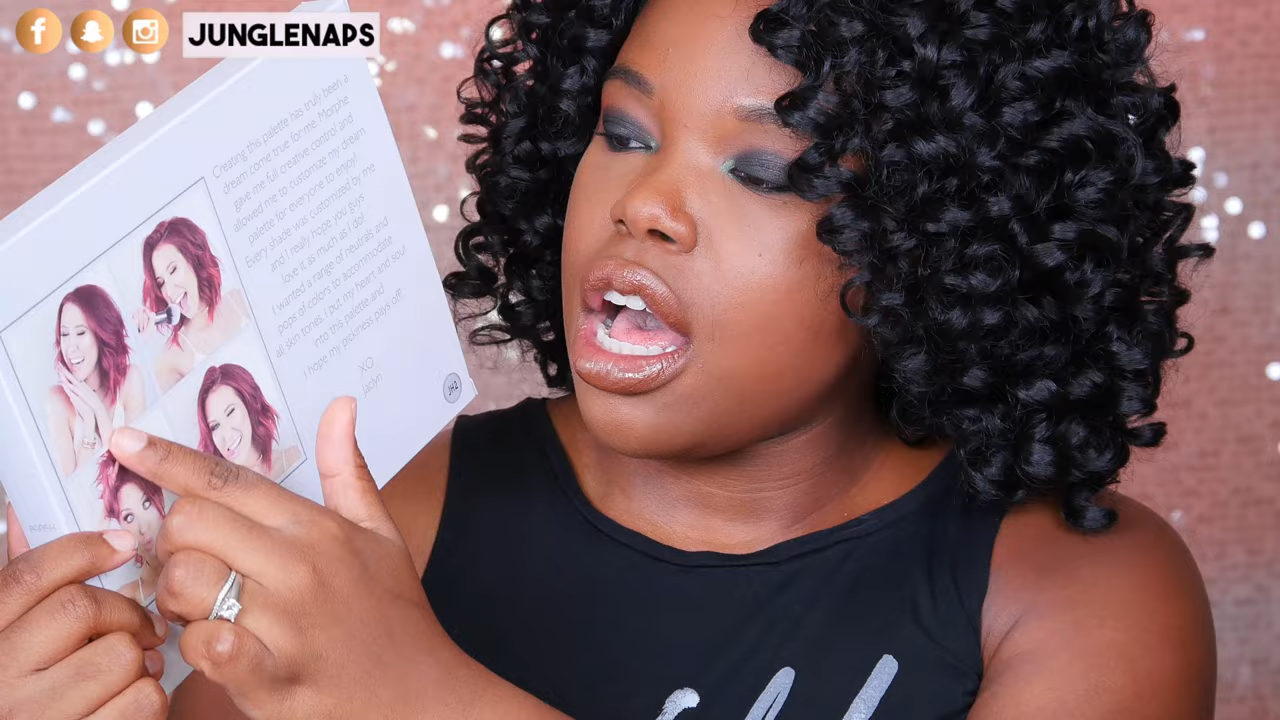 JUNGLENAPS
Creating this palette has truly been a
dream come true for me. Morphe
gave me full creative control and
allowed me to customize my dream
palette for everyone to enjoy!
Every shade was customized by me
and I really hope you guys
love it as much as I do!
I wanted a range of neutrals and
pops of colors to accommodate
all skin tones. I put my heart and soul
into this palette and
I hope my pickiness pays off!
XO
Jaclyn
JH2